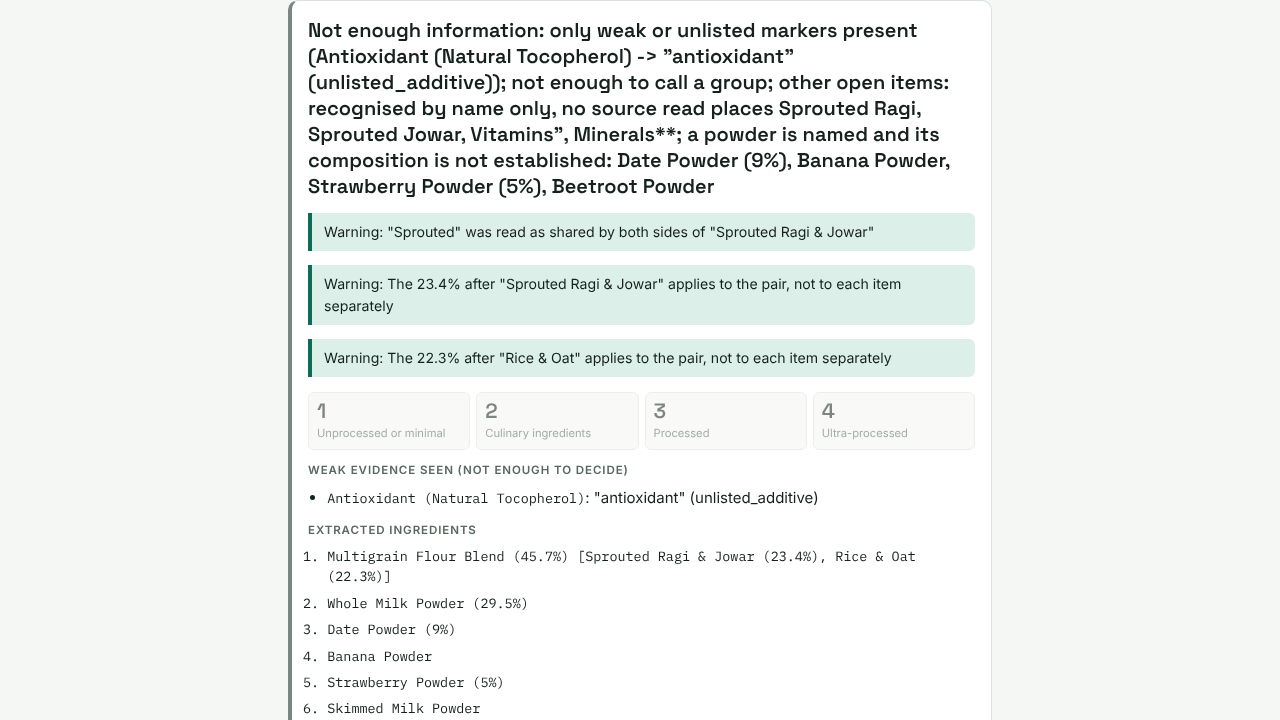 Not enough information: only weak or unlisted markers present
(Antioxidant (Natural Tocopherol) -> ”antioxidant”
(unlisted_additive)); not enough to call a group; other open items:
recognised by name only, no source read places Sprouted Ragi,
Sprouted Jowar, Vitamins”, Minerals**; a powder is named and its
composition is not established: Date Powder (9%), Banana Powder,
Strawberry Powder (5%), Beetroot Powder
Warning: "Sprouted" was read as shared by both sides of "Sprouted Ragi & Jowar"
Warning: The 23.4% after "Sprouted Ragi & Jowar" applies to the pair, not to each item
separately
Warning: The 22.3% after "Rice & Oat" applies to the pair, not to each item separately
1
Unprocessed or minimal
2
Culinary ingredients
3
Processed
4
Ultra-processed
WEAK EVIDENCE SEEN (NOT ENOUGH TO DECIDE)
• Antioxidant (Natural Tocopherol): "antioxidant" (unlisted_additive)
EXTRACTED INGREDIENTS
1. Multigrain Flour Blend (45.7%) [Sprouted Ragi & Jowar (23.4%), Rice & Oat
(22.3%)]
2. Whole Milk Powder (29.5%)
3. Date Powder (9%)
4. Banana Powder
5. Strawberry Powder (5%)
6. Skimmed Milk Powder